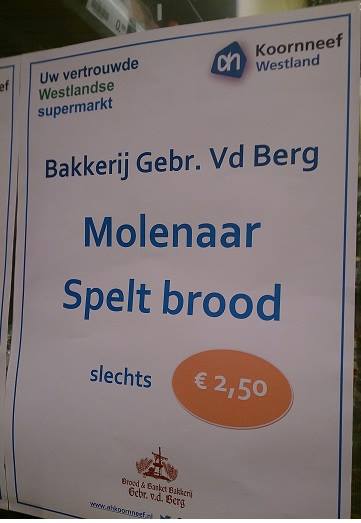 Uw vertrouwde
Westlandse
supermarkt
Koornneef
Westland
Bakkerij Gebr. Vd Berg
Molenaar
Spelt brood
slechts
€ 2,50
Brood & Banket Bakkerij
Gebr. v.d. Berg
www.ahkoornneef.nl